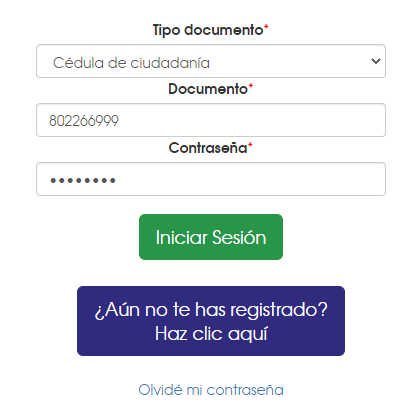 Tipo documento*
Cédula de ciudadanía
Documento*
802266999
Contraseña*
••••••••
Iniciar Sesión
¿Aún no te has registrado?
Haz clic aquí
Olvidé mi contraseña